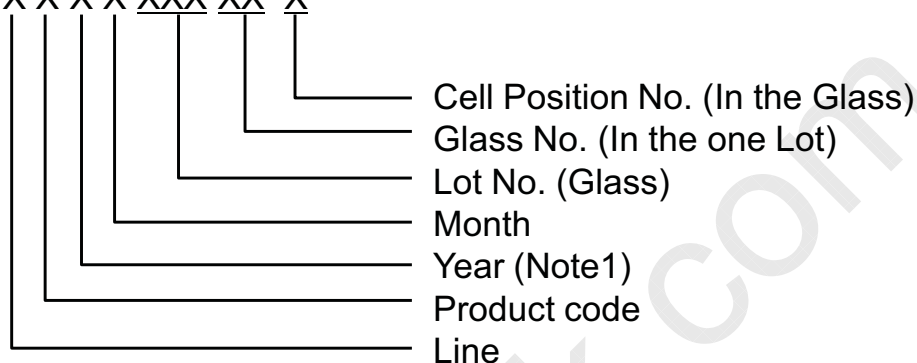 X X X X XXX XX X
Cell Position No. (In the Glass)
Glass No. (In the one Lot)
Lot No. (Glass)
Month
Year (Note1)
Product code
Line
com